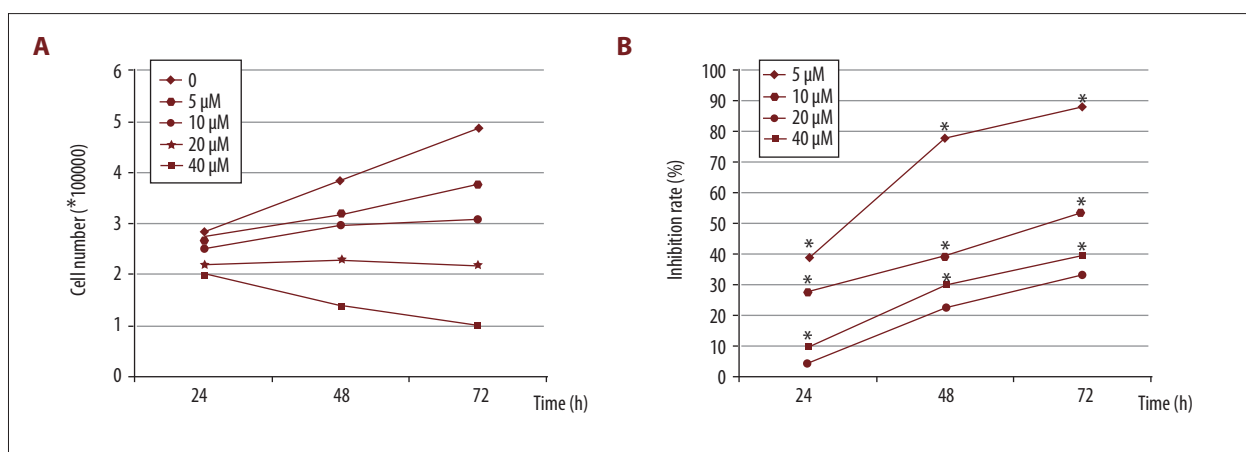 A
6
5
4
3
2
1
0
Cell number (*100000)
0
5 µM
10 µM
20 µM
40 µM
24
48
72
Time (h)
B
100
90
80
70
60
50
40
30
20
10
0
Inhibition rate (%)
5 µM
10 µM
20 µM
40 µM
*
*
*
*
*
*
*
*
*
24
48
72
Time (h)